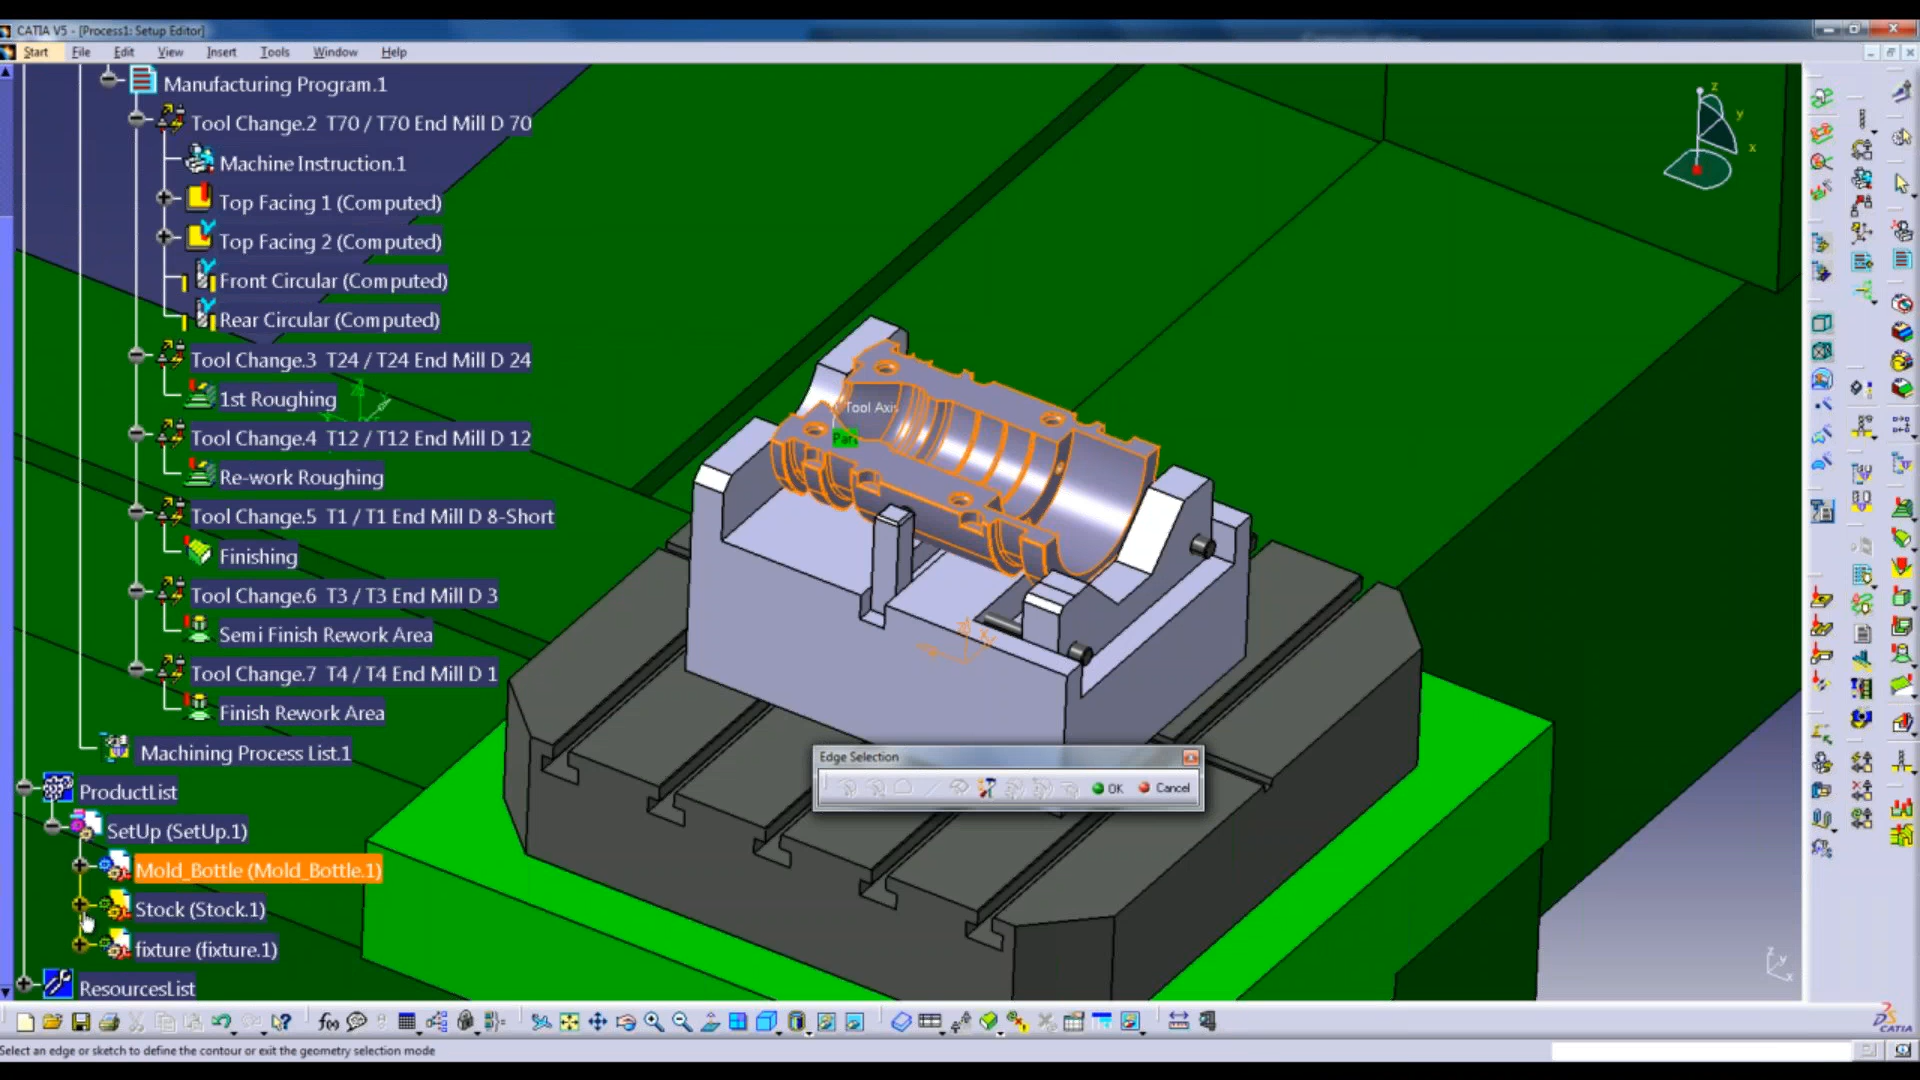 CATIA V5 - [Process1: Setup Editor]
Start File Edit View Insert Tools Window Help
Manufacturing Program.1
Tool Change.2 T70 / T70 End Mill D 70
Machine Instruction.1
Top Facing 1 (Computed)
Top Facing 2 (Computed)
Front Circular (Computed)
Rear Circular (Computed)
Tool Change.3 T24 / T24 End Mill D 24
1st Roughing
Tool Change.4 T12 / T12 End Mill D 12
Re-work Roughing
Tool Change.5 T1 / T1 End Mill D 8-Short
Finishing
Tool Change.6 T3 / T3 End Mill D 3
Semi Finish Rework Area
Tool Change.7 T4 / T4 End Mill D 1
Finish Rework Area
Machining Process List.1
ProductList
SetUp (SetUp.1)
Mold_Bottle (Mold_Bottle.1)
Stock (Stock.1)
fixture (fixture.1)
ResourcesList
z
y
x
Tool Axis
Part
Edge Selection
OK Cancel
z
y
x
f(x)
CATIA
Select an edge or sketch to define the contour or exit the geometry selection mode